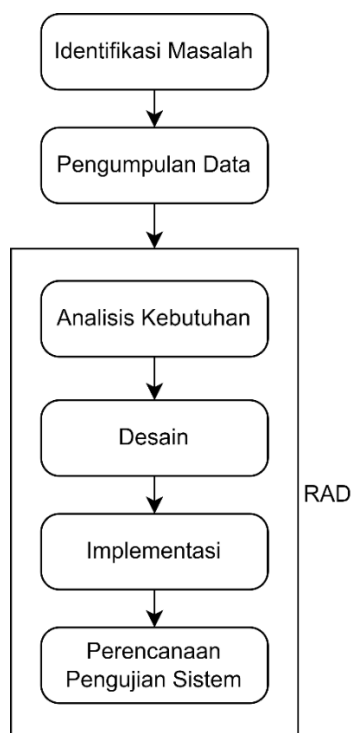 Identifikasi Masalah
Pengumpulan Data
Analisis Kebutuhan
Desain
RAD
Implementasi
Perencanaan
Pengujian Sistem